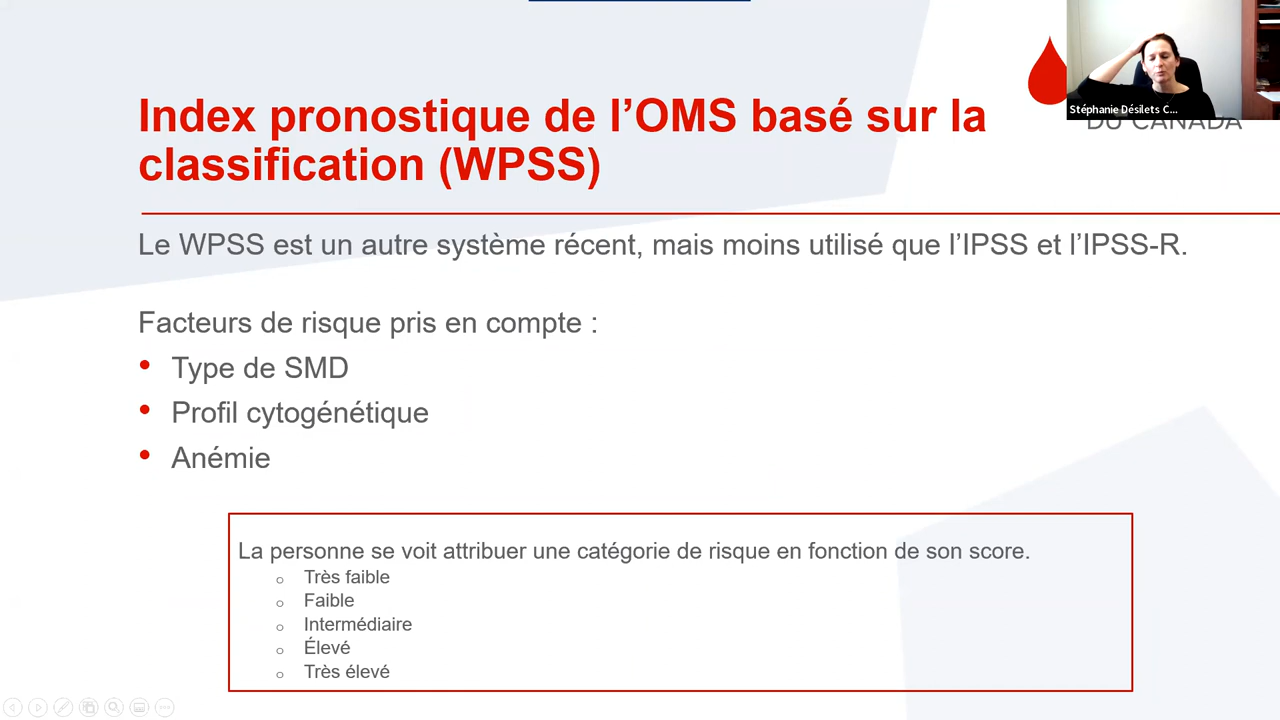 Index pronostique de l’OMS basé sur la
classification (WPSS)
Stéphanie Désilets C...
DU CANADA
Le WPSS est un autre système récent, mais moins utilisé que l’IPSS et l’IPSS-R.
Facteurs de risque pris en compte :
• Type de SMD
• Profil cytogénétique
• Anémie
La personne se voit attribuer une catégorie de risque en fonction de son score.
o Très faible
o Faible
o Intermédiaire
o Élevé
o Très élevé